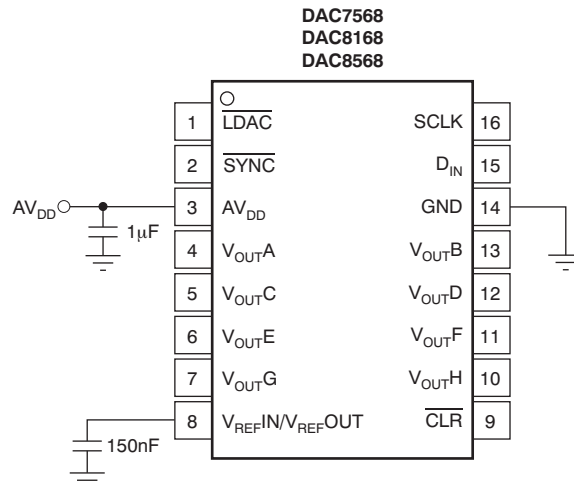 DAC7568
DAC8168
DAC8568
1 LDAC SCLK 16
2 SYNC DIN 15
AVDD 3 AVDD GND 14
1μF
4 VOUTA VOUTB 13
5 VOUTC VOUTD 12
6 VOUTE VOUTF 11
7 VOUTG VOUTH 10
8 VREFIN/VREFOUT CLR 9
150nF